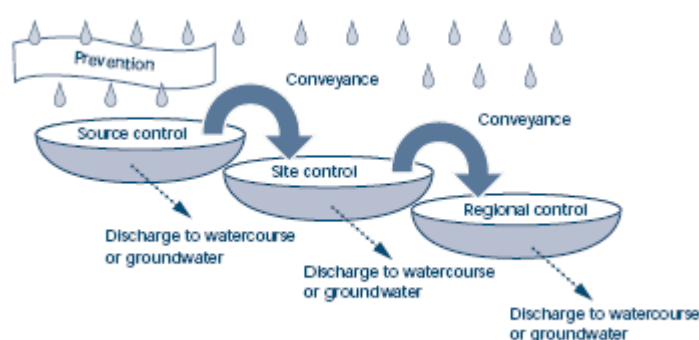 Prevention
Conveyance
Source control
Conveyance
Site control
Regional control
Discharge to watercourse
or groundwater
Discharge to watercourse
or groundwater
Discharge to watercourse
or groundwater